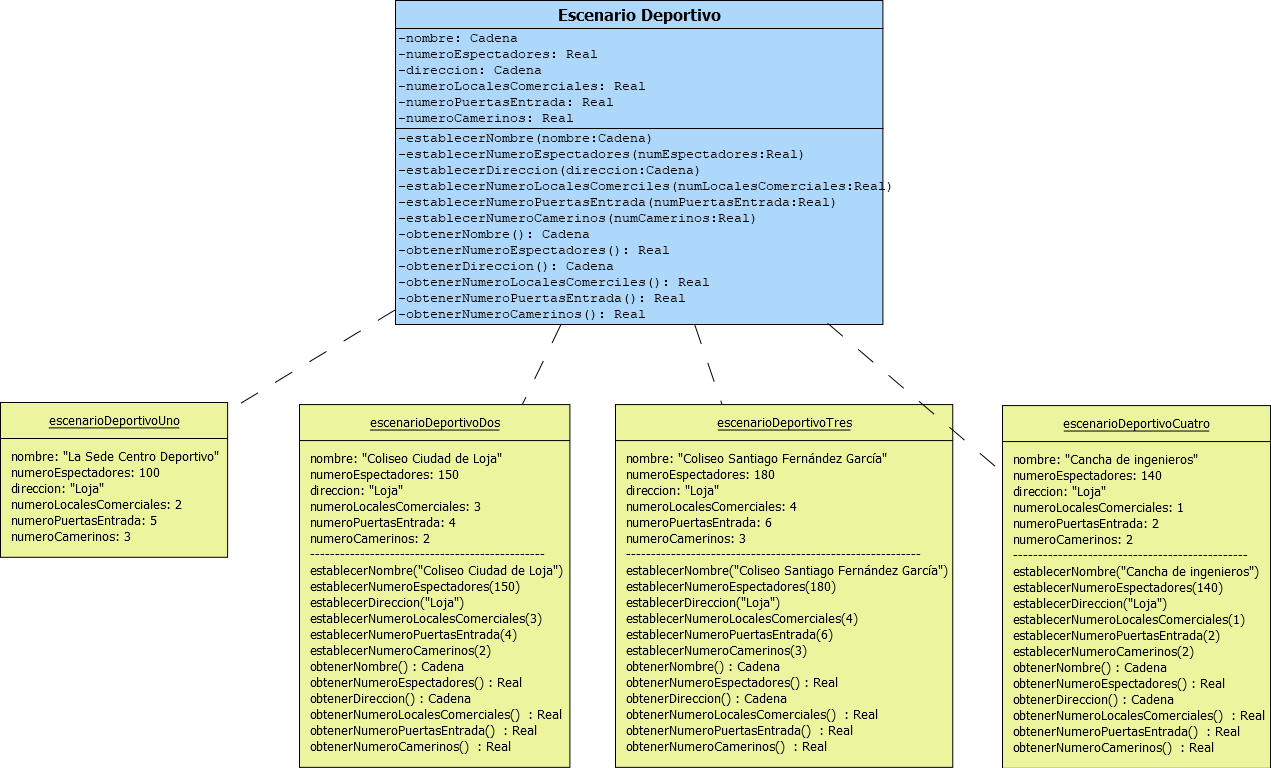 Escenario Deportivo
-nombre: Cadena
-numeroEspectadores: Real
-direccion: Cadena
-numeroLocalesComerciales: Real
-numeroPuertasEntrada: Real
-numeroCamerinos: Real
-establecerNombre(nombre:Cadena)
-establecerNumeroEspectadores(numEspectadores:Real)
-establecerDireccion(direccion:Cadena)
-establecerNumeroLocalesComerciles(numLocalesComerciales:Real)
-establecerNumeroPuertasEntrada(numPuertasEntrada:Real)
-establecerNumeroCamerinos(numCamerinos:Real)
-obtenerNombre(): Cadena
-obtenerNumeroEspectadores(): Real
-obtenerDireccion(): Cadena
-obtenerNumeroLocalesComerciles(): Real
-obtenerNumeroPuertasEntrada(): Real
-obtenerNumeroCamerinos(): Real
escenarioDeportivoUno
nombre: "La Sede Centro Deportivo"
numeroEspectadores: 100
direccion: "Loja"
numeroLocalesComerciales: 2
numeroPuertasEntrada: 5
numeroCamerinos: 3
escenarioDeportivoDos
nombre: "Coliseo Ciudad de Loja"
numeroEspectadores: 150
direccion: "Loja"
numeroLocalesComerciales: 3
numeroPuertasEntrada: 4
numeroCamerinos: 2
-----------------------------------------------
establecerNombre("Coliseo Ciudad de Loja")
establecerNumeroEspectadores(150)
establecerDireccion("Loja")
establecerNumeroLocalesComerciales(3)
establecerNumeroPuertasEntrada(4)
establecerNumeroCamerinos(2)
obtenerNombre() : Cadena
obtenerNumeroEspectadores() : Real
obtenerDireccion() : Cadena
obtenerNumeroLocalesComerciales() : Real
obtenerNumeroPuertasEntrada() : Real
obtenerNumeroCamerinos() : Real
escenarioDeportivoTres
nombre: "Coliseo Santiago Fernández García"
numeroEspectadores: 180
direccion: "Loja"
numeroLocalesComerciales: 4
numeroPuertasEntrada: 6
numeroCamerinos: 3
-----------------------------------------------------------
establecerNombre("Coliseo Santiago Fernández García")
establecerNumeroEspectadores(180)
establecerDireccion("Loja")
establecerNumeroLocalesComerciales(4)
establecerNumeroPuertasEntrada(6)
establecerNumeroCamerinos(3)
obtenerNombre() : Cadena
obtenerNumeroEspectadores() : Real
obtenerDireccion() : Cadena
obtenerNumeroLocalesComerciales() : Real
obtenerNumeroPuertasEntrada() : Real
obtenerNumeroCamerinos() : Real
escenarioDeportivoCuatro
nombre: "Cancha de ingenieros"
numeroEspectadores: 140
direccion: "Loja"
numeroLocalesComerciales: 1
numeroPuertasEntrada: 2
numeroCamerinos: 2
-----------------------------------------------
establecerNombre("Cancha de ingenieros")
establecerNumeroEspectadores(140)
establecerDireccion("Loja")
establecerNumeroLocalesComerciales(1)
establecerNumeroPuertasEntrada(2)
establecerNumeroCamerinos(2)
obtenerNombre() : Cadena
obtenerNumeroEspectadores() : Real
obtenerDireccion() : Cadena
obtenerNumeroLocalesComerciales() : Real
obtenerNumeroPuertasEntrada() : Real
obtenerNumeroCamerinos() : Real